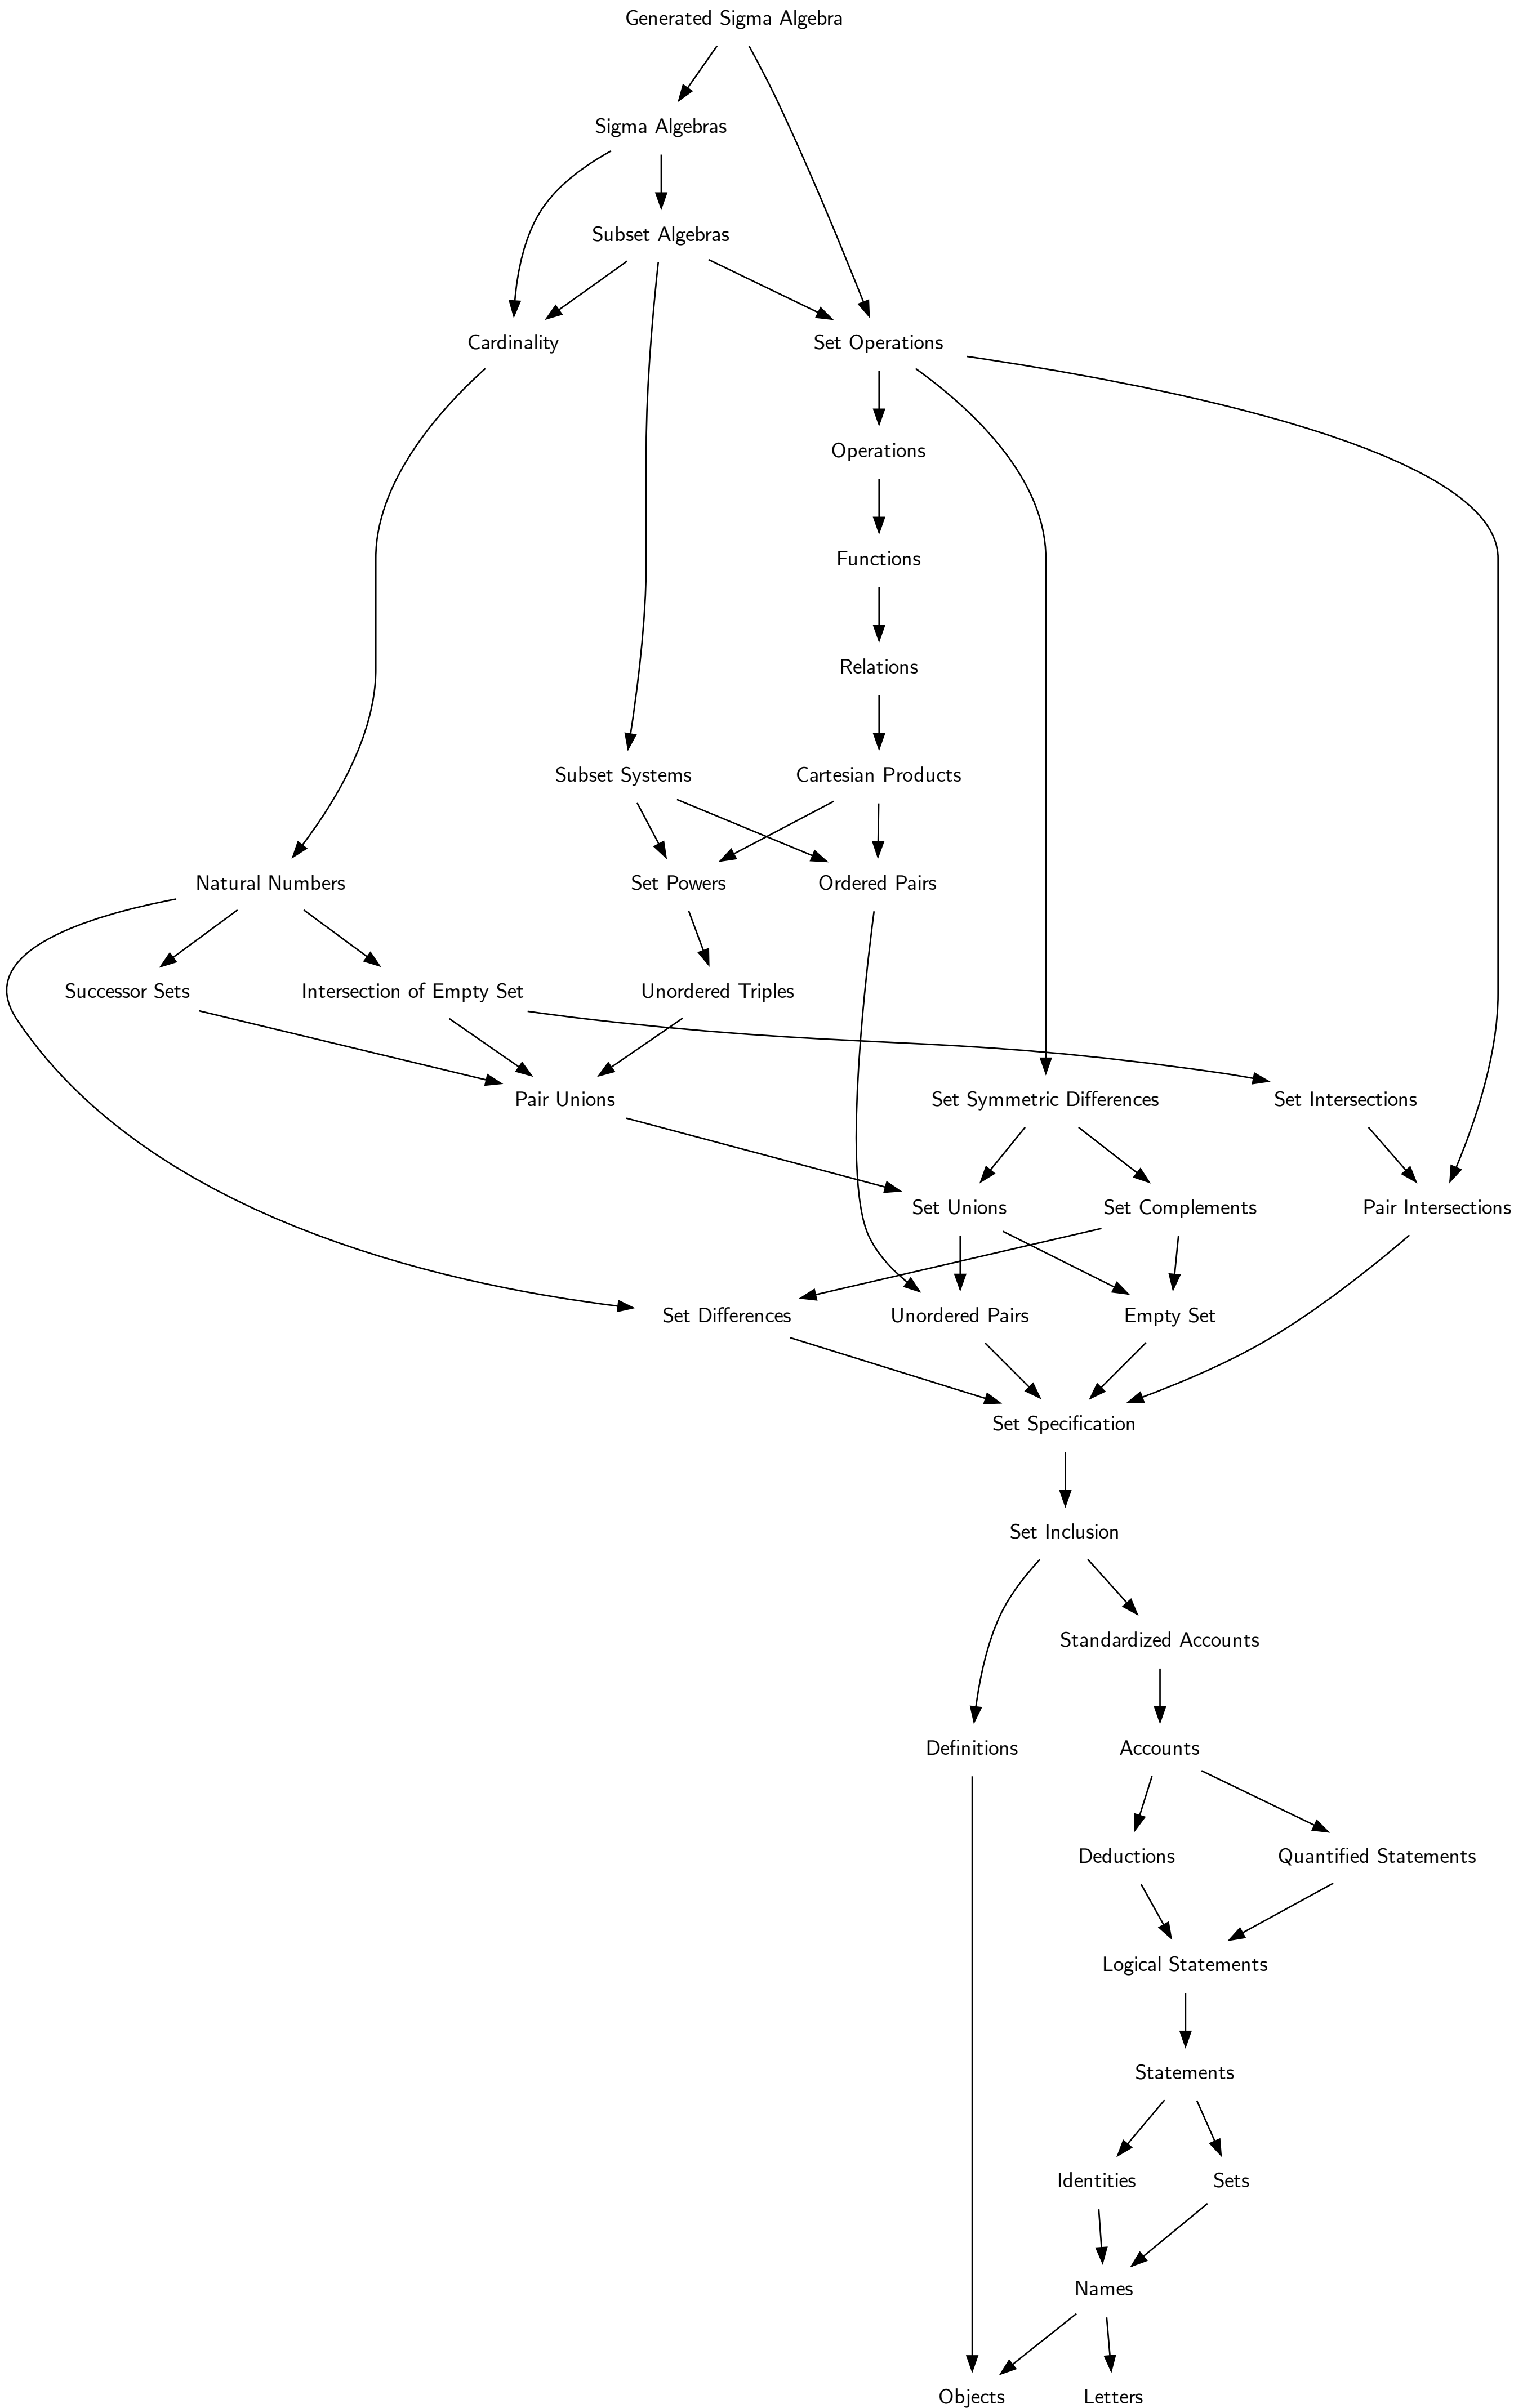 Generated Sigma Algebra
Sigma Algebras
Subset Algebras
Cardinality
Set Operations
Operations
Functions
Relations
Subset Systems
Cartesian Products
Natural Numbers
Set Powers
Ordered Pairs
Successor Sets
Intersection of Empty Set
Unordered Triples
Pair Unions
Set Symmetric Differences
Set Intersections
Set Unions
Set Complements
Pair Intersections
Set Differences
Unordered Pairs
Empty Set
Set Specification
Set Inclusion
Standardized Accounts
Definitions
Accounts
Deductions
Quantified Statements
Logical Statements
Statements
Identities
Sets
Names
Objects
Letters